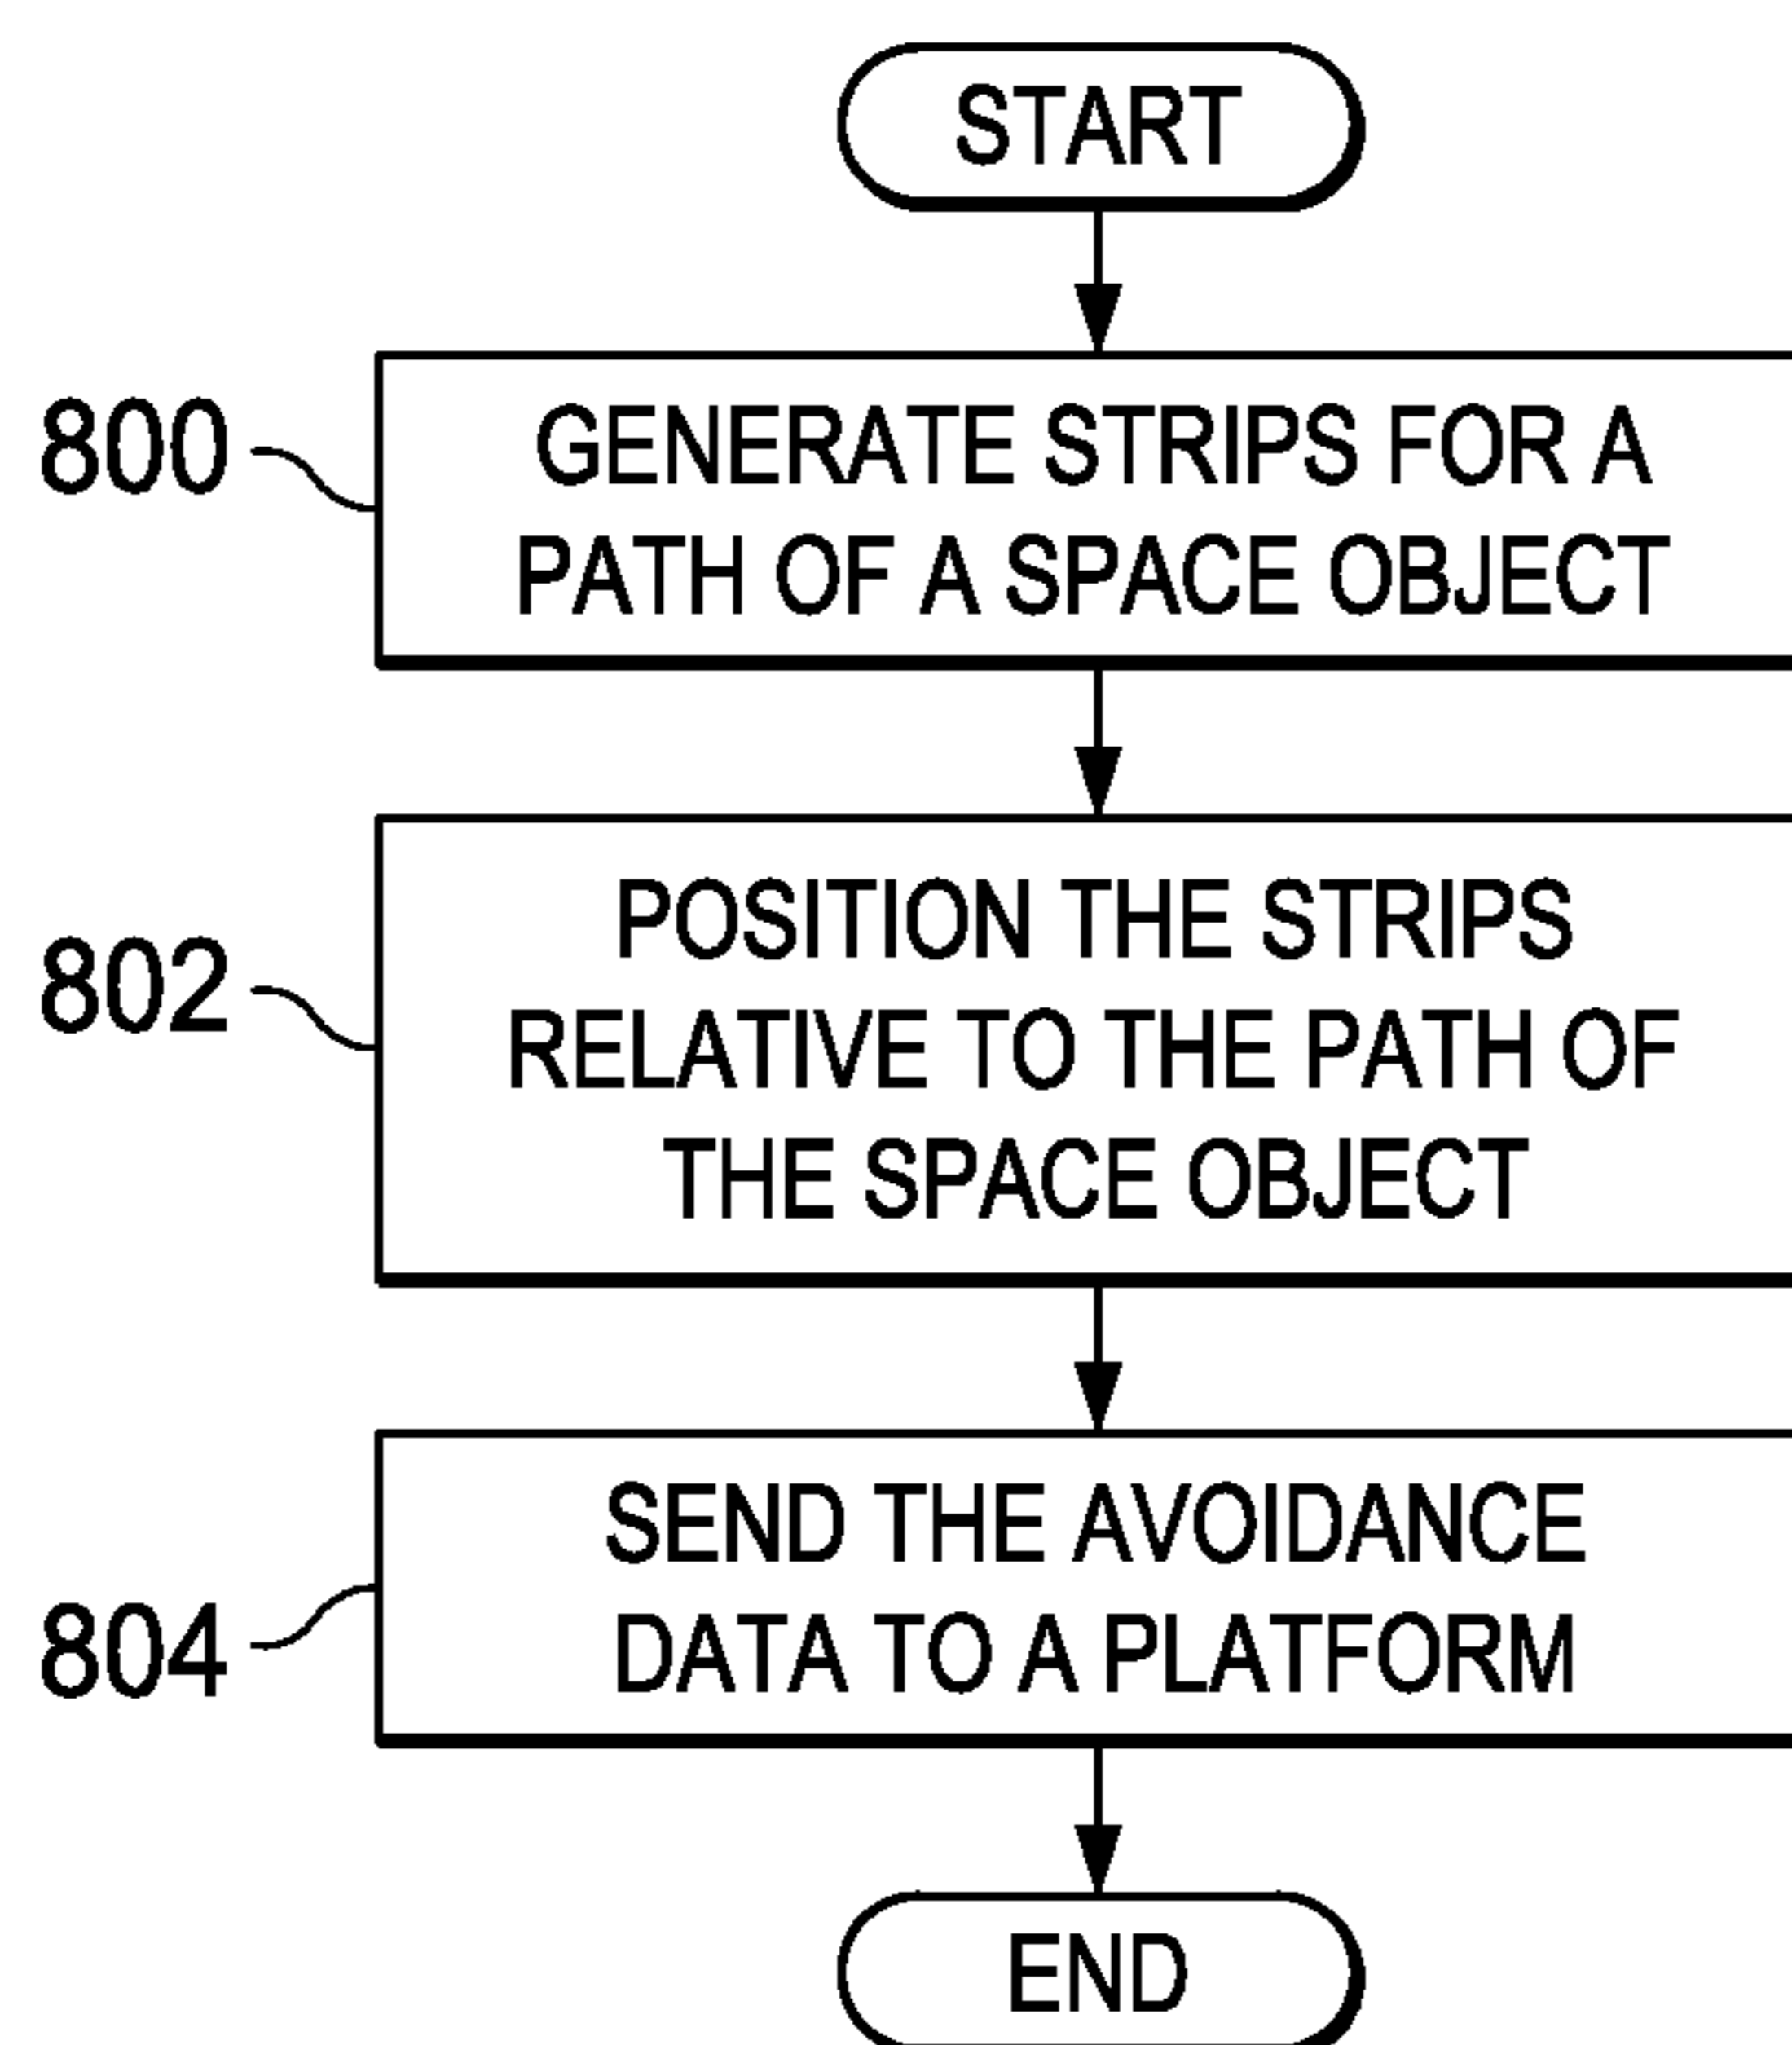 START
800
GENERATE STRIPS FOR A
PATH OF A SPACE OBJECT
802
POSITION THE STRIPS
RELATIVE TO THE PATH OF
THE SPACE OBJECT
804
SEND THE AVOIDANCE
DATA TO A PLATFORM
END